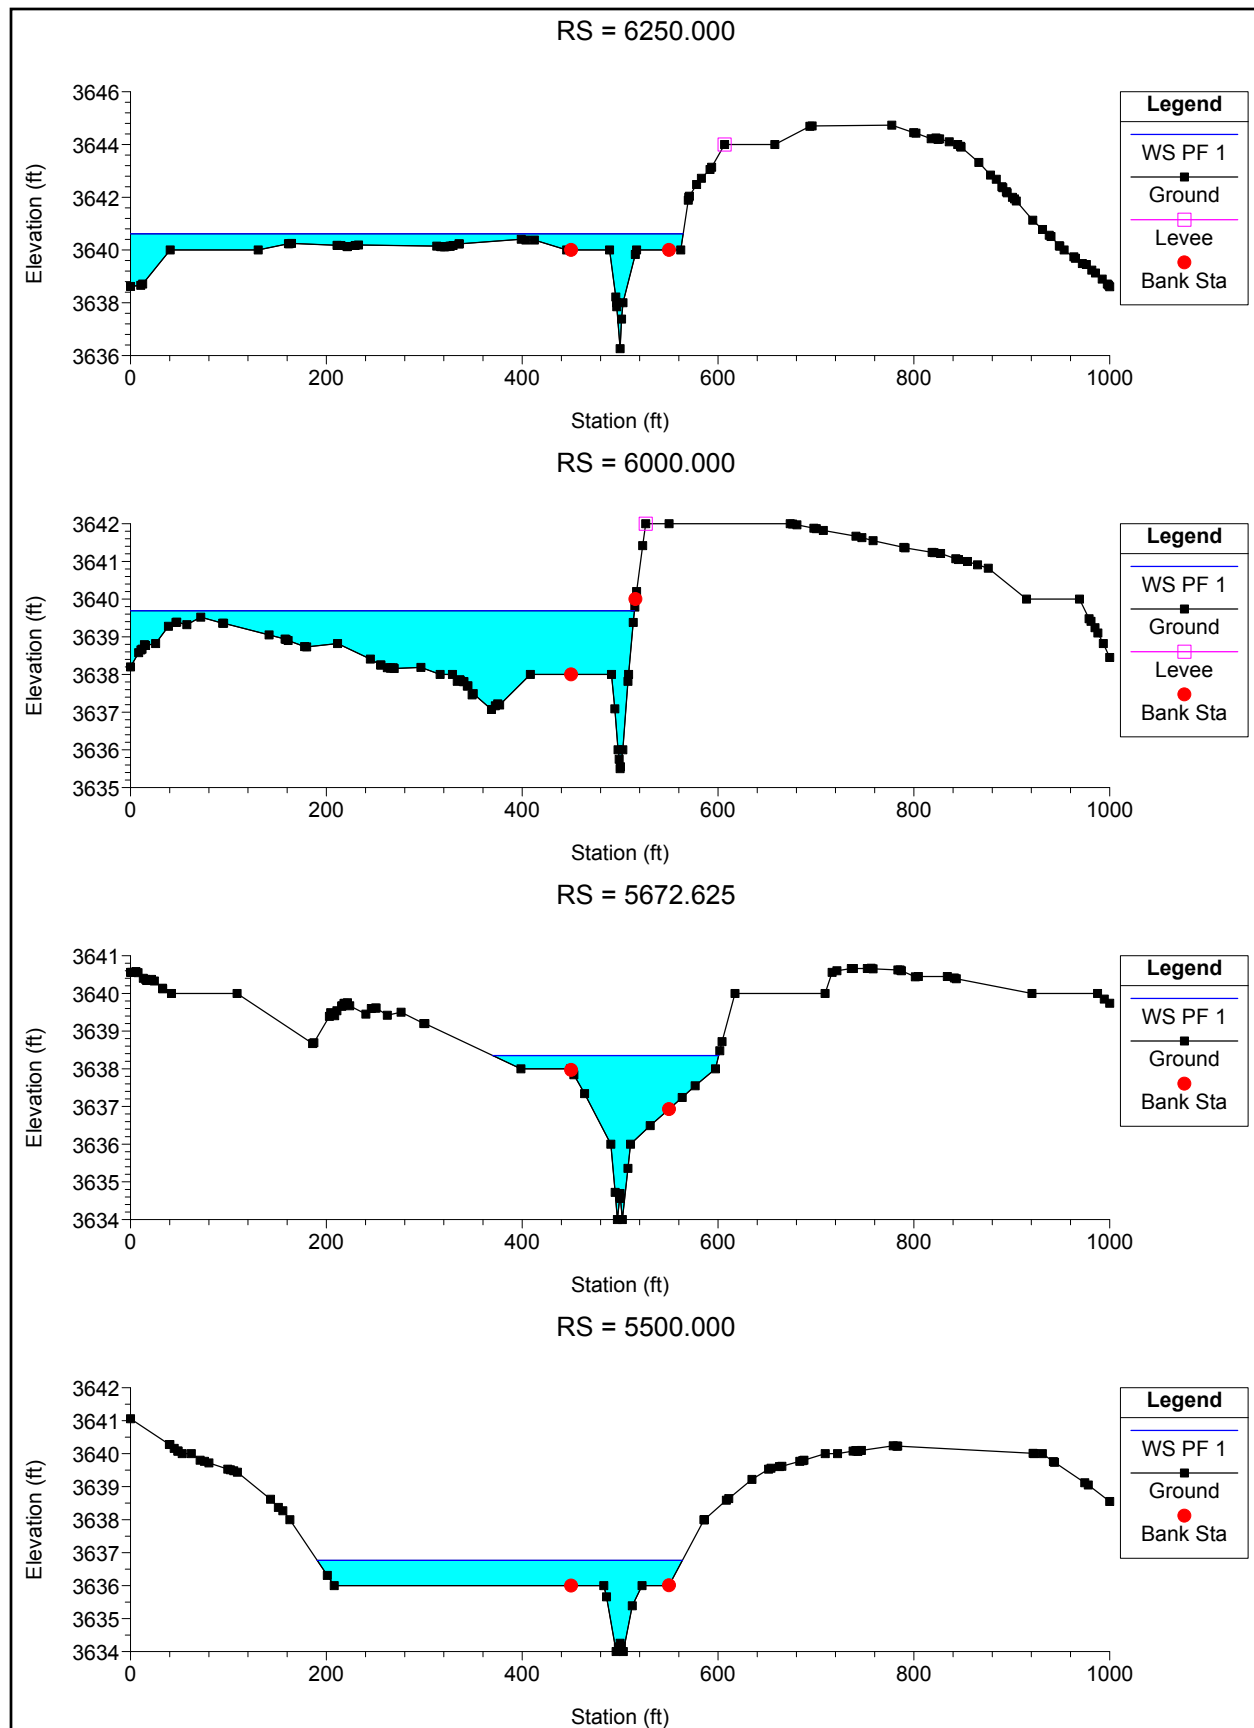 RS = 6250.000
3646
3644
3642
3640
3638
3636
Elevation (ft)
0
200
400
600
800
1000
Station (ft)
Legend
WS PF 1
Ground
Levee
Bank Sta
RS = 6000.000
3642
3641
3640
3639
3638
3637
3636
3635
Elevation (ft)
0
200
400
600
800
1000
Station (ft)
Legend
WS PF 1
Ground
Levee
Bank Sta
RS = 5672.625
3641
3640
3639
3638
3637
3636
3635
3634
Elevation (ft)
0
200
400
600
800
1000
Station (ft)
Legend
WS PF 1
Ground
Bank Sta
RS = 5500.000
3642
3641
3640
3639
3638
3637
3636
3635
3634
Elevation (ft)
0
200
400
600
800
1000
Station (ft)
Legend
WS PF 1
Ground
Bank Sta